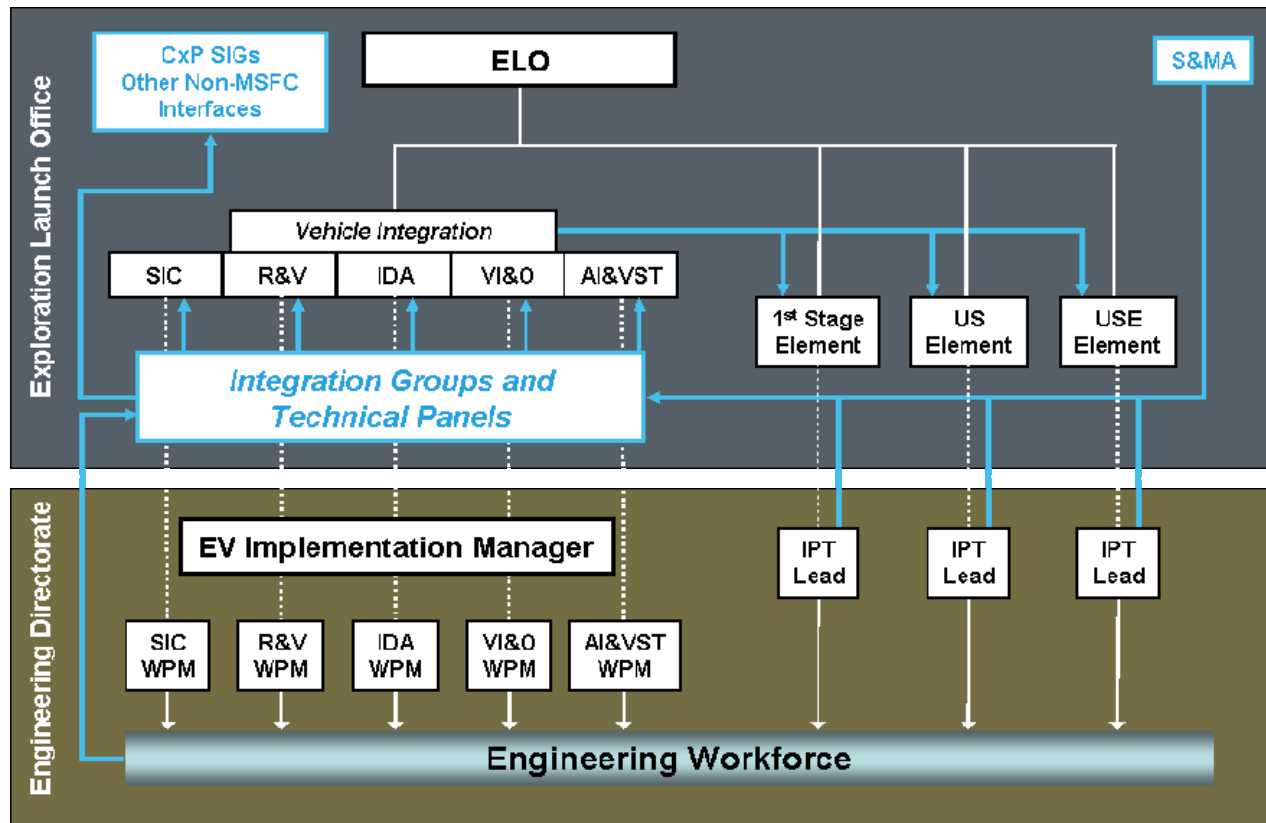 Exploration Launch Office
CxP SIGs
Other Non-MSFC
Interfaces
ELO
S&MA
Vehicle Integration
SIC
R&V
IDA
VI&O
AI&VST
1st Stage
Element
US
Element
USE
Element
Integration Groups and
Technical Panels
Engineering Directorate
EV Implementation Manager
IPT
Lead
IPT
Lead
IPT
Lead
SIC
WPM
R&V
WPM
IDA
WPM
VI&O
WPM
AI&VST
WPM
Engineering Workforce